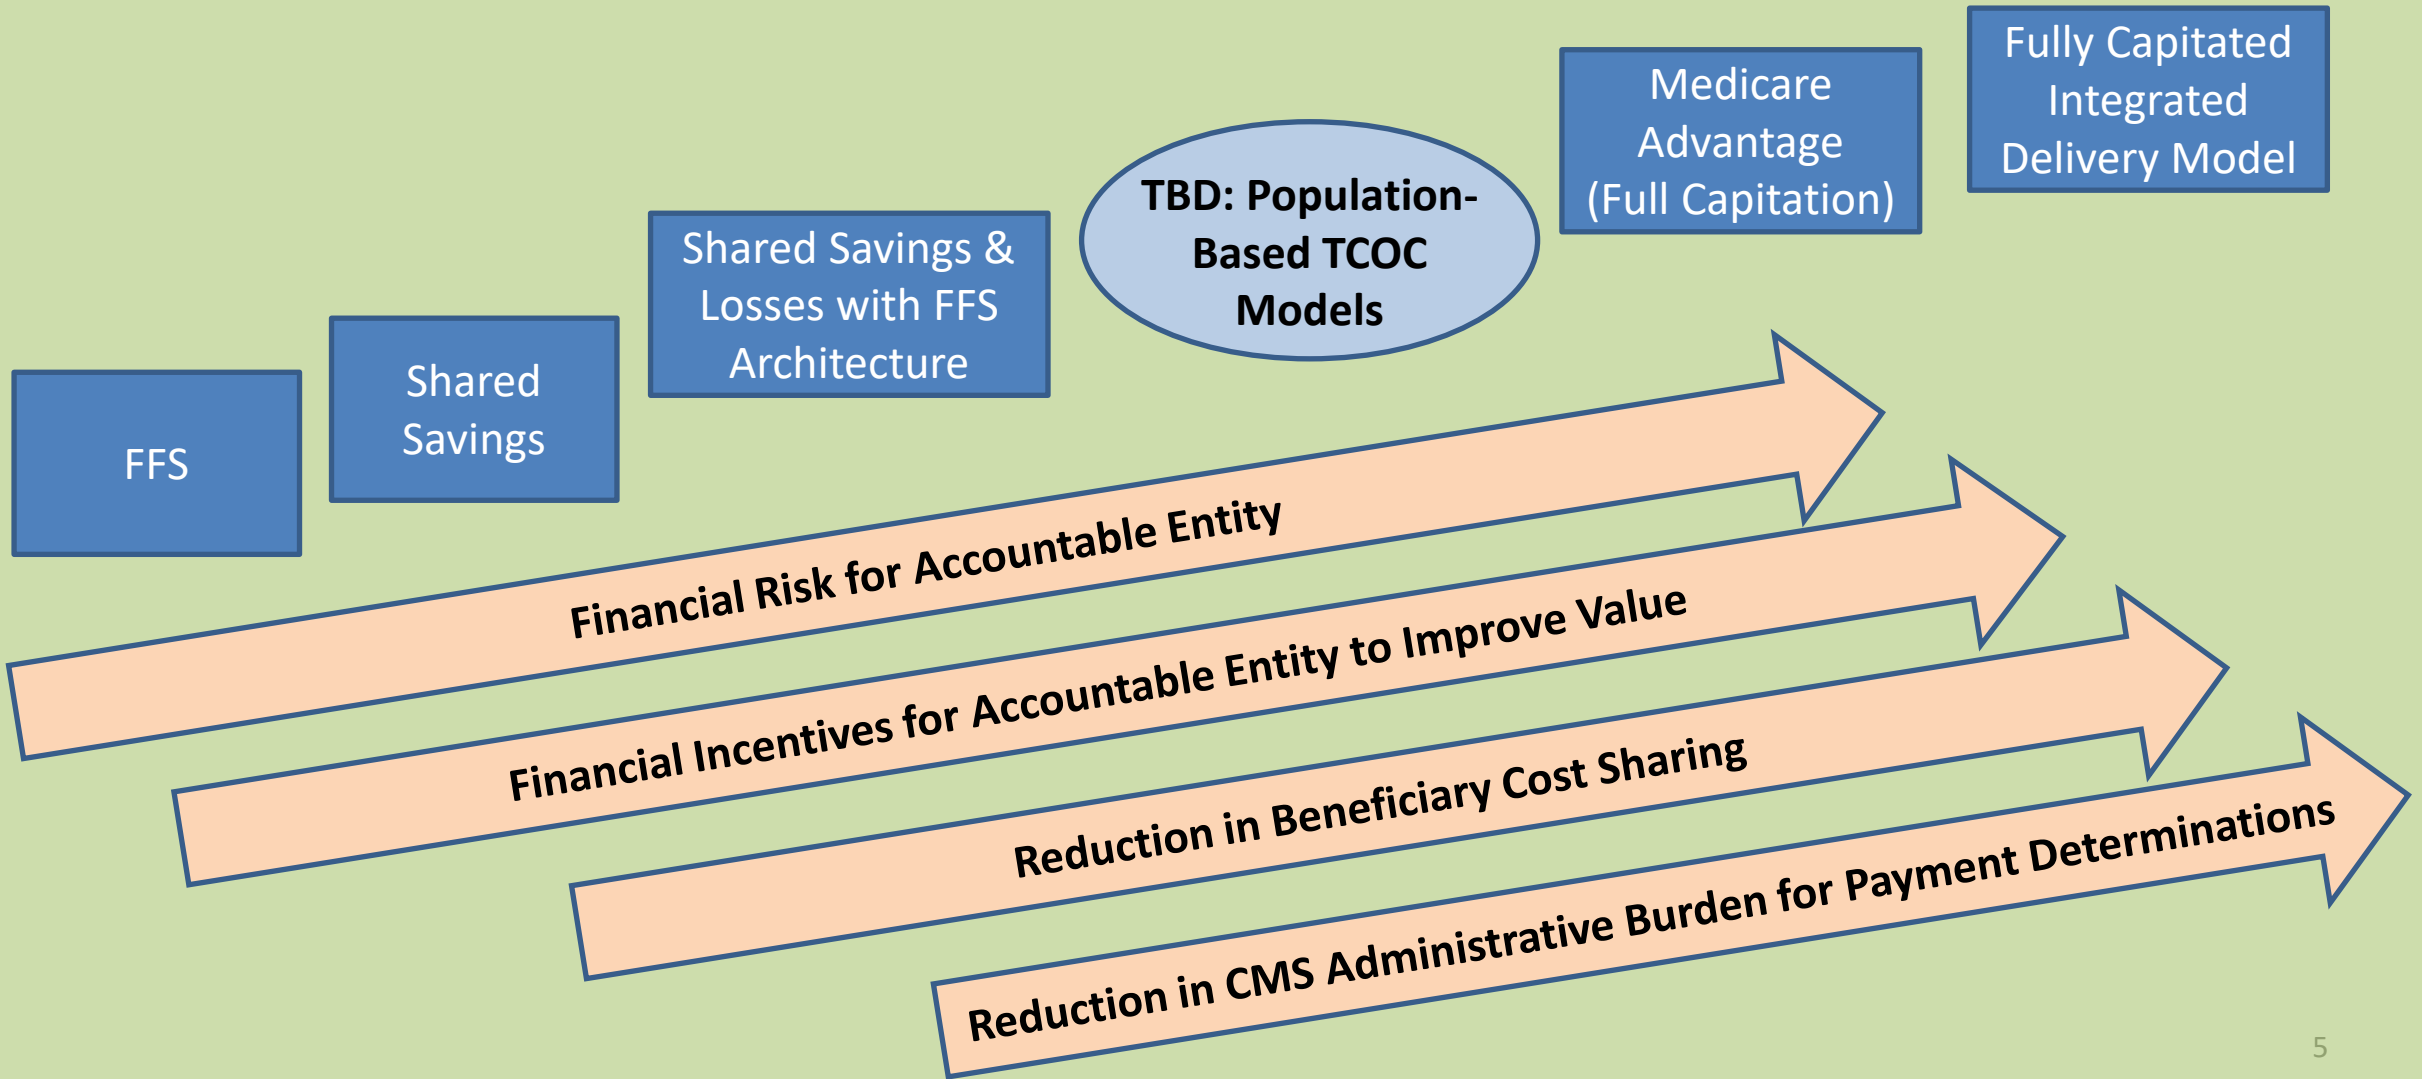 FFS
Shared
Savings
Shared Savings &
Losses with FFS
Architecture
TBD: Population-
Based TCOC
Models
Medicare
Advantage
(Full Capitation)
Fully Capitated
Integrated
Delivery Model
Financial Risk for Accountable Entity
Financial Incentives for Accountable Entity to Improve Value
Reduction in Beneficiary Cost Sharing
Reduction in CMS Administrative Burden for Payment Determinations
5